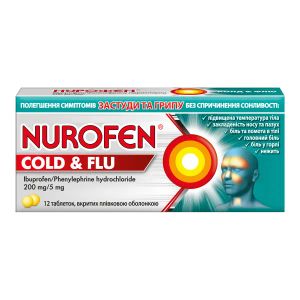 ПОЛЕГШЕННЯ СИМПТОМІВ ЗАСТУДИ ТА ГРИПУ БЕЗ СПРИЧИНЕННЯ СОНЛИВОСТІ:
• підвищена температура тіла
• закладеність носу та пазух
• біль та ломота в тілі
• головний біль
• біль у горлі
• нежить
NUROFEN®
COLD & FLU
Ibuprofen/Phenylephrine hydrochloride
200 mg/5 mg
12 таблеток, вкритих плівковою оболонкою